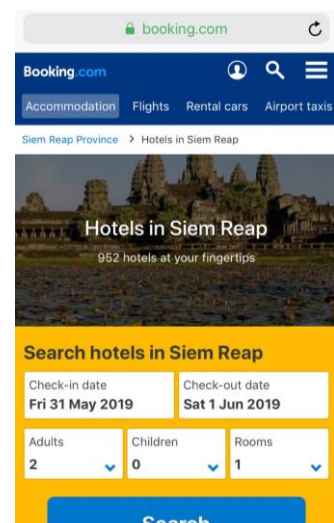 booking.com
Booking.com
Accommodation Flights Rental cars Airport taxis
Siem Reap Province > Hotels in Siem Reap
Hotels in Siem Reap
952 hotels at your fingertips
Search hotels in Siem Reap
Check-in date Check-out date
Fri 31 May 2019 Sat 1 Jun 2019
Adults Children Rooms
2 0 1
Search